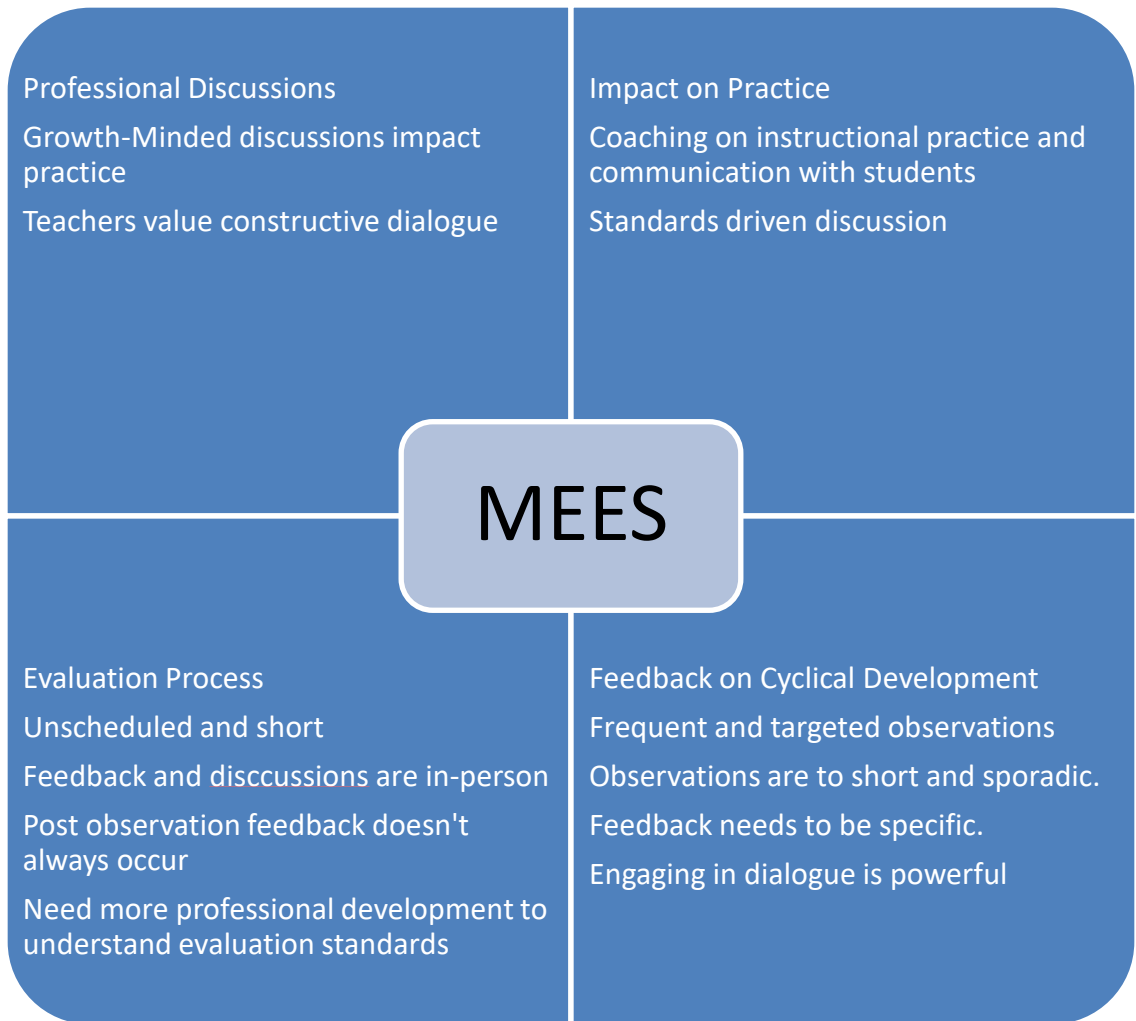 Professional Discussions
Growth-Minded discussions impact
practice
Teachers value constructive dialogue
Impact on Practice
Coaching on instructional practice and
communication with students
Standards driven discussion
MEES
Evaluation Process
Unscheduled and short
Feedback and disccussions are in-person
Post observation feedback doesn't
always occur
Need more professional development to
understand evaluation standards
Feedback on Cyclical Development
Frequent and targeted observations
Observations are to short and sporadic.
Feedback needs to be specific.
Engaging in dialogue is powerful